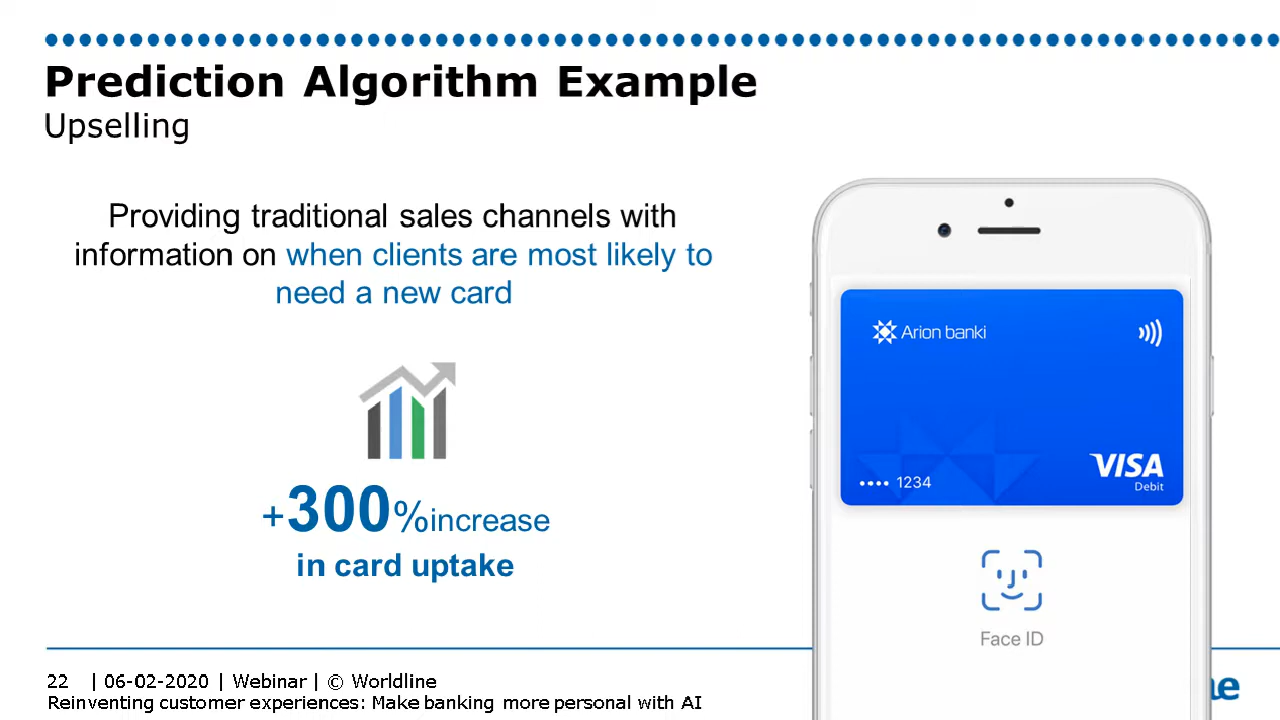 Prediction Algorithm Example
Upselling
Providing traditional sales channels with
information on when clients are most likely to
need a new card
+300%increase
in card uptake
Arion banki
•••• 1234
VISA
Debit
Face ID
22 | 06-02-2020 | Webinar | © Worldline
Reinventing customer experiences: Make banking more personal with AI